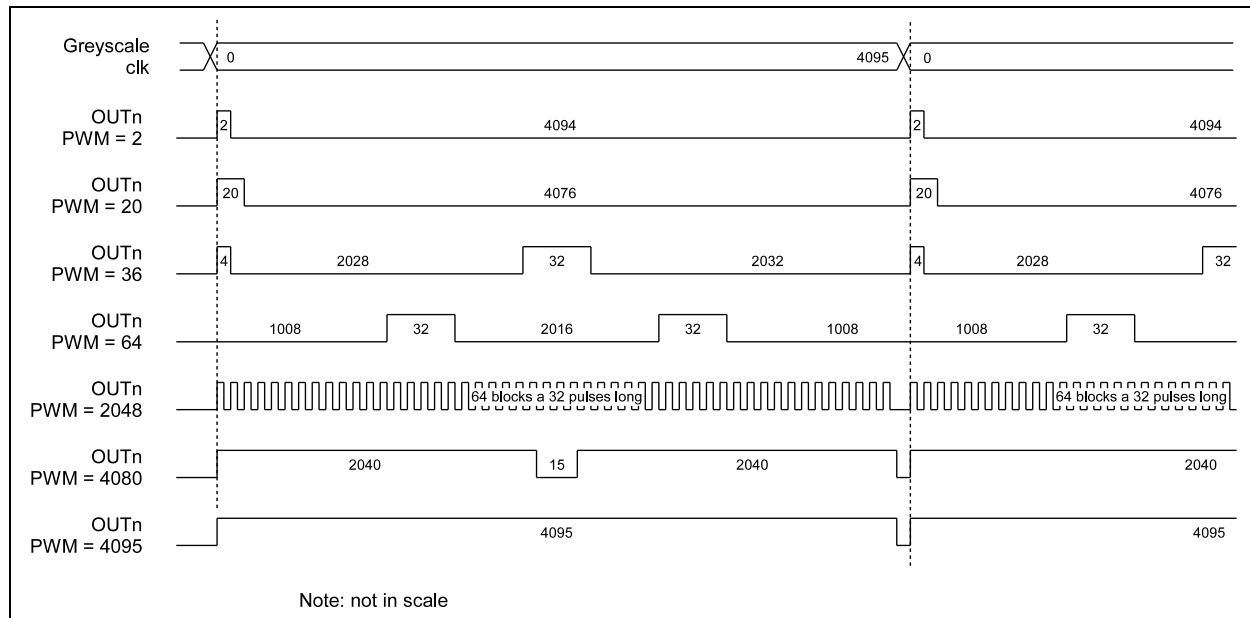 Greyscale
clk
0 4095 0
OUTn
PWM = 2
2 4094 2 4094
OUTn
PWM = 20
20 4076 20 4076
OUTn
PWM = 36
4 2028 32 2032 4 2028 32
OUTn
PWM = 64
1008 32 2016 32 1008 1008 32
OUTn
PWM = 2048
64 blocks a 32 pulses long 64 blocks a 32 pulses long
OUTn
PWM = 4080
2040 15 2040 2040
OUTn
PWM = 4095
4095 4095
Note: not in scale